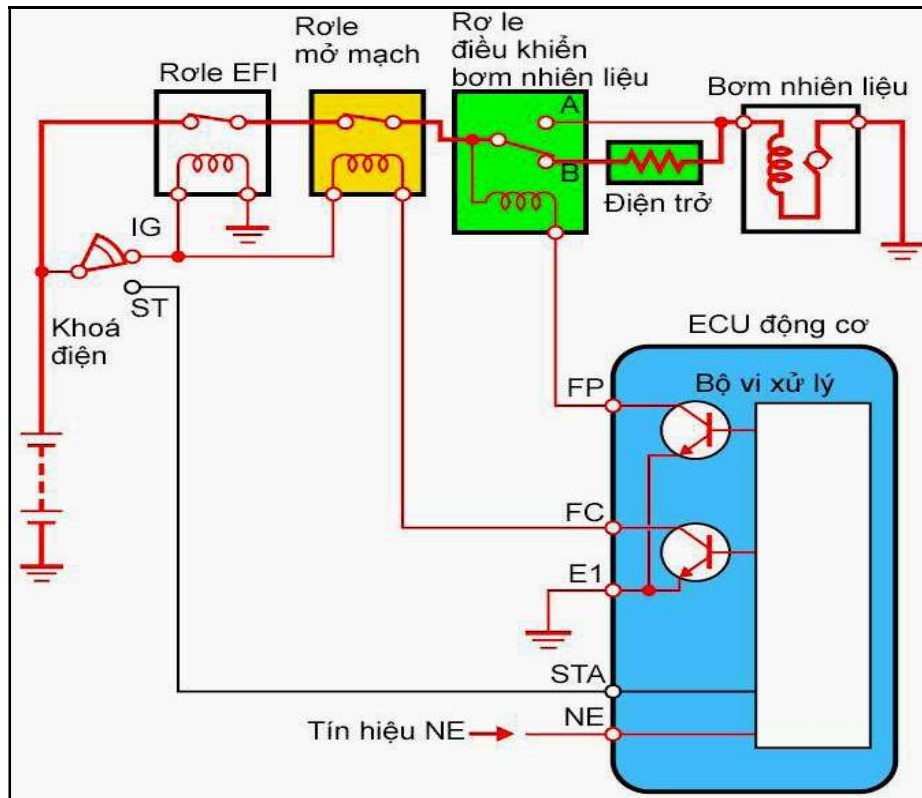 Rơle EFI
Rơle
mở mạch
Rơ le
điều khiển
bơm nhiên liệu
Bơm nhiên liệu
A
B
Điện trở
IG
ST
Khoá
điện
ECU động cơ
Bộ vi xử lý
FP
FC
E1
STA
NE
Tín hiệu NE